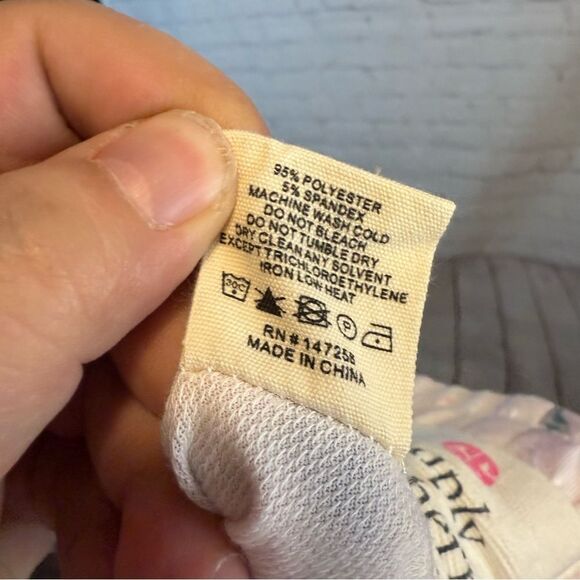 95% POLYESTER
5% SPANDEX
MACHINE WASH COLD
DO NOT BLEACH
DO NOT TUMBLE DRY
DRY CLEAN ANY SOLVENT
EXCEPT TRICHLOROETHYLENE
IRON LOW HEAT
30C P
RN # 147258
MADE IN CHINA